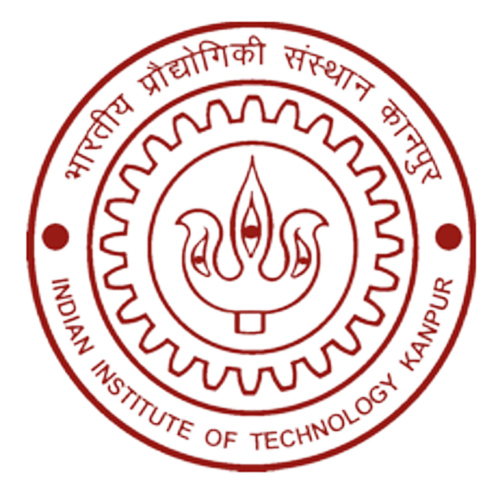 भारतीय प्रौद्योगिकी संस्थान कानपुर
INDIAN INSTITUTE OF TECHNOLOGY KANPUR